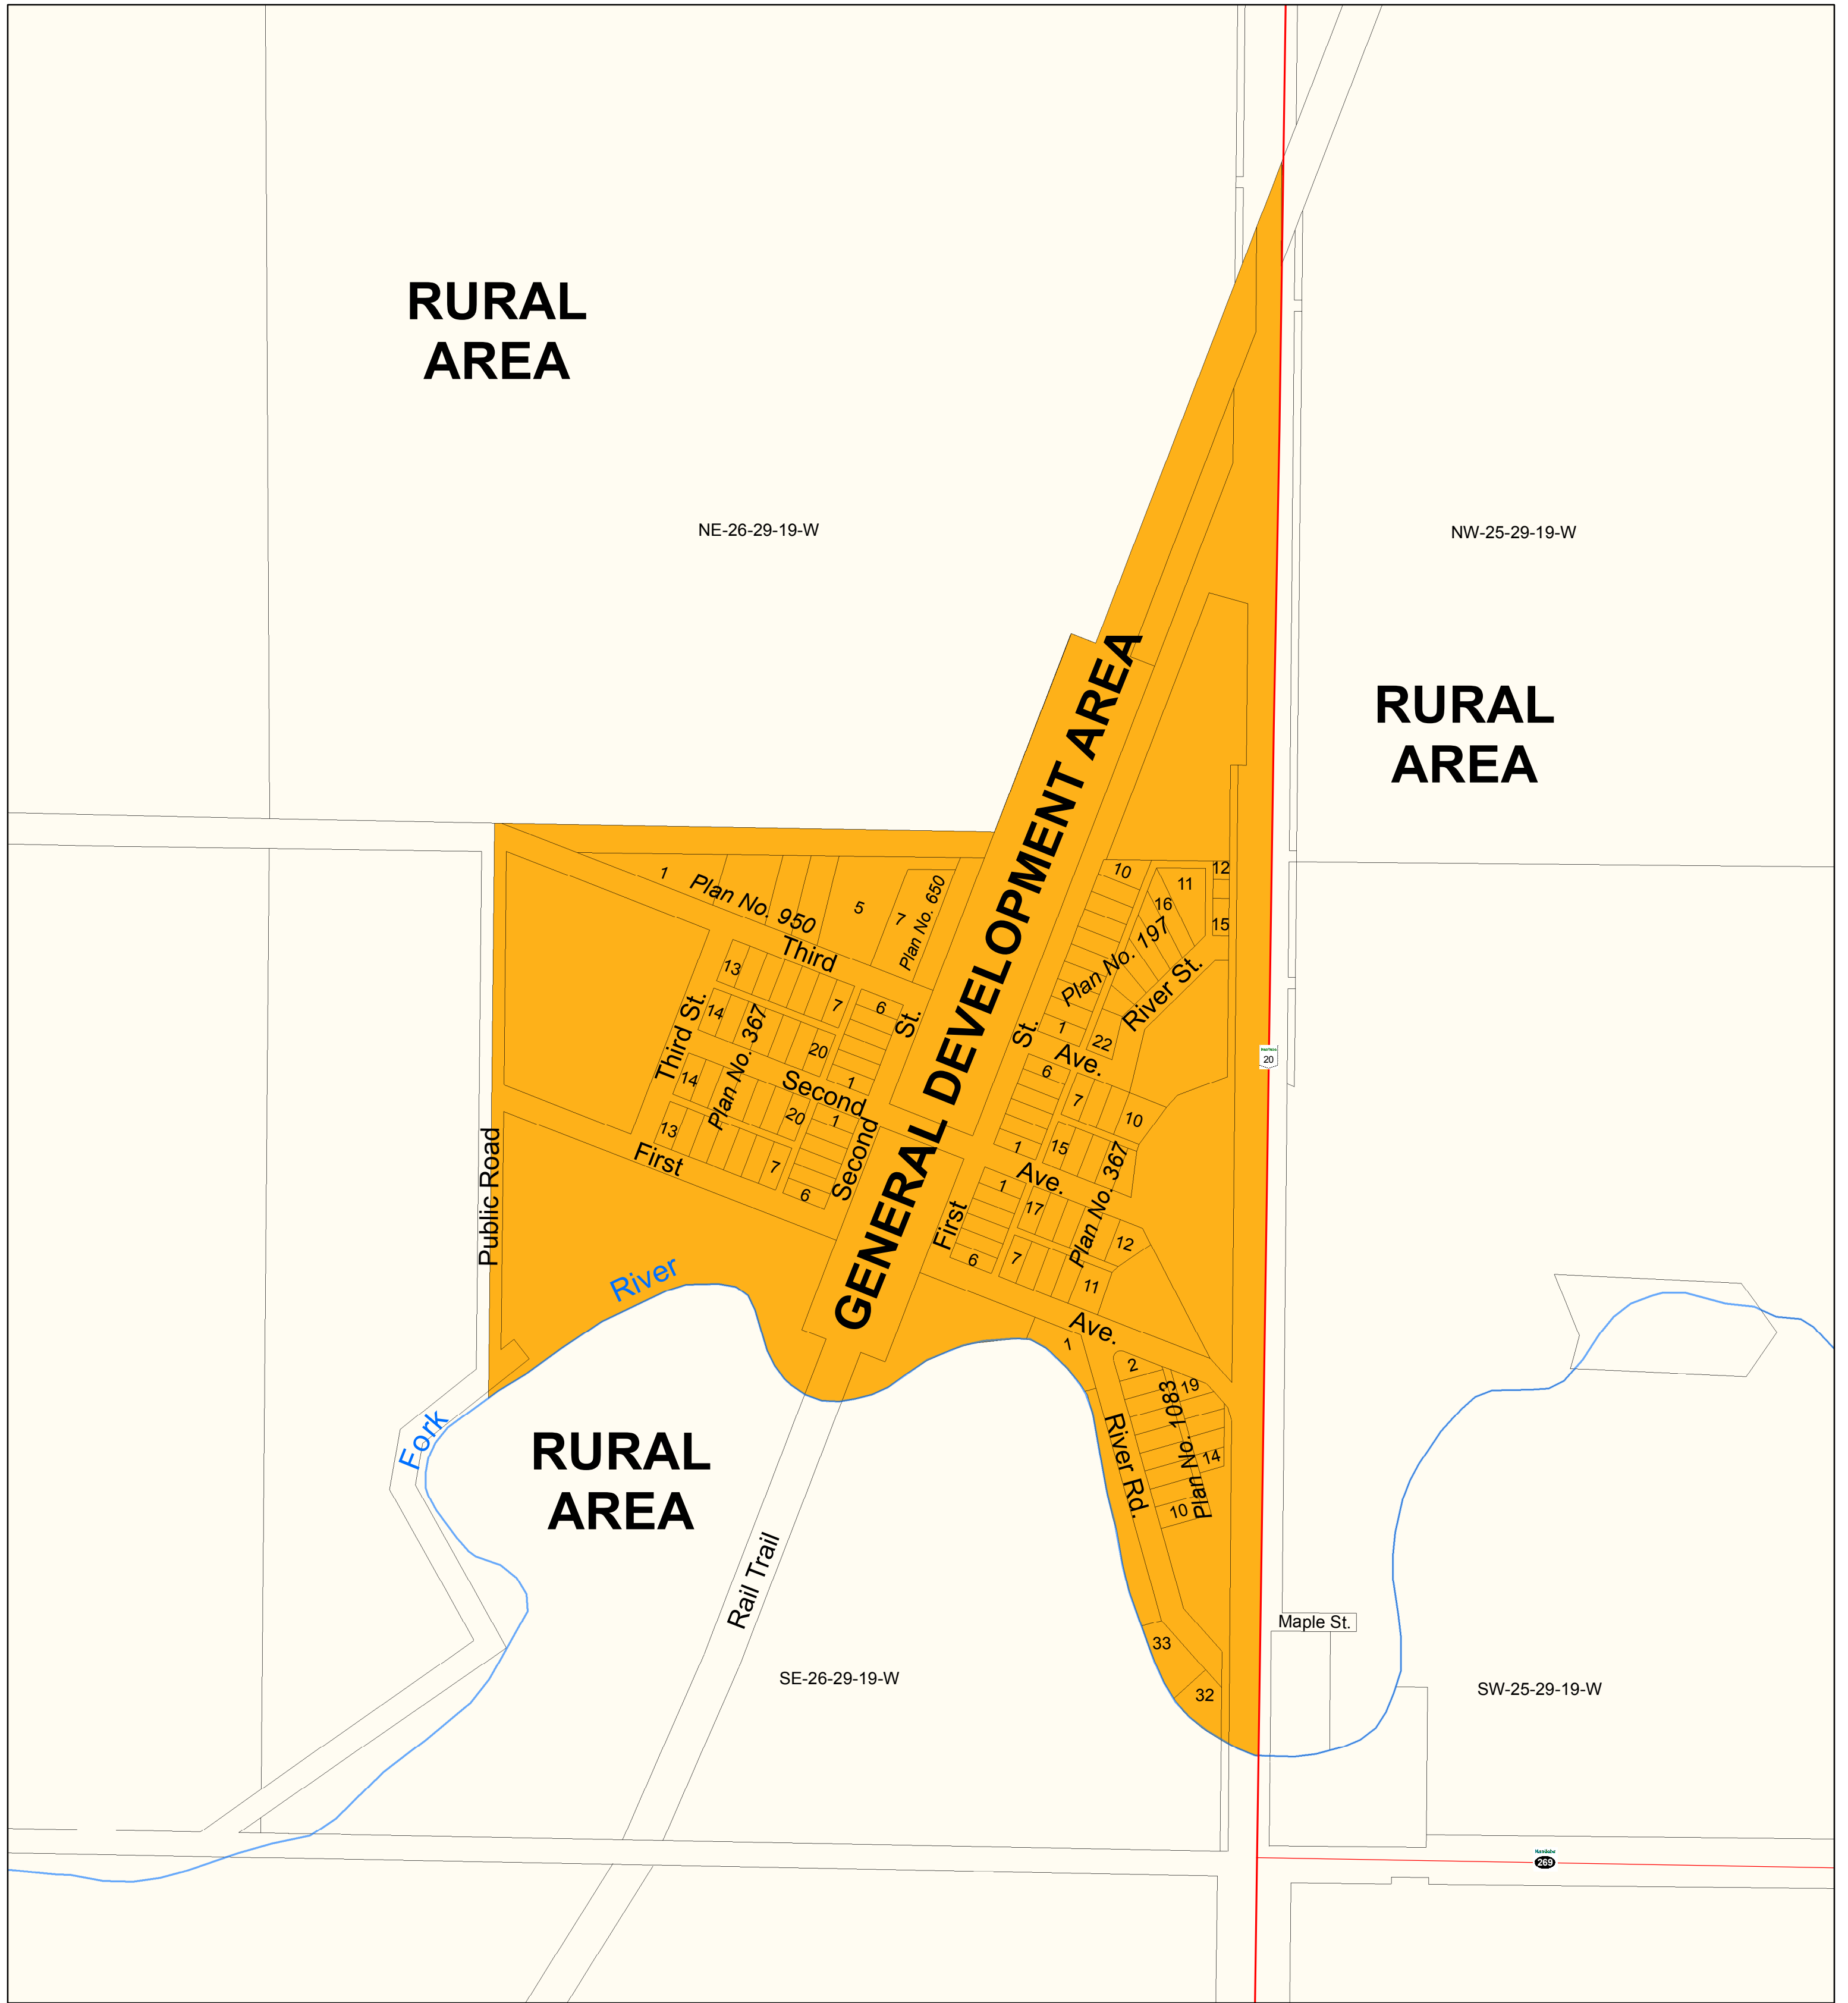 RURAL
AREA
NE-26-29-19-W
NW-25-29-19-W
RURAL
AREA
GENERAL DEVELOPMENT AREA
1
Plan No. 950
5
7
Plan No. 650
10
11
12
16
15
Plan No. 197
River St.
1
22
Third
St.
Ave.
13
7
6
14
Plan No. 367
20
1
Third St.
Second
St.
Ave.
14
20
1
13
7
6
Plan No. 367
First
Second
6
7
10
1
15
1
17
12
6
7
11
Plan No. 367
First
Ave.
Public Road
River
Fork
1
2
19
Plan No. 1083
14
10
River Rd.
33
32
Manitoba
20
RURAL
AREA
Rail Trail
Maple St.
SE-26-29-19-W
SW-25-29-19-W
Manitoba
269